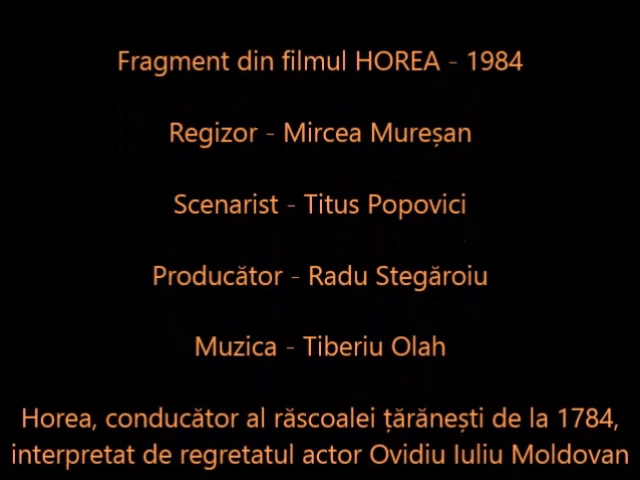 Fragment din filmul HOREA - 1984
Regizor - Mircea Mureșan
Scenarist - Titus Popovici
Producător - Radu Stegăroiu
Muzica - Tiberiu Olah
Horea, conducător al răscoalei țărănești de la 1784,
interpretat de regretatul actor Ovidiu Iuliu Moldovan